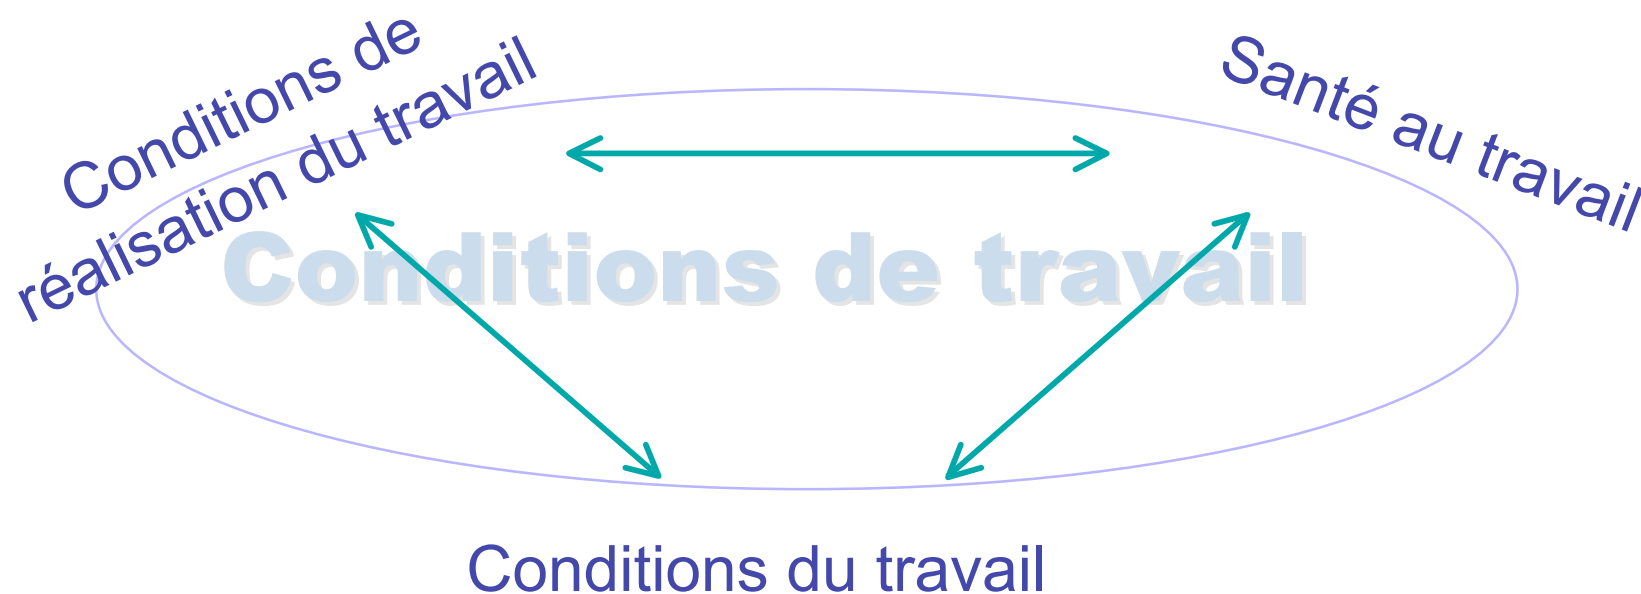 Conditions de
réalisation du travail
Santé au travail
Conditions de travail
Conditions du travail